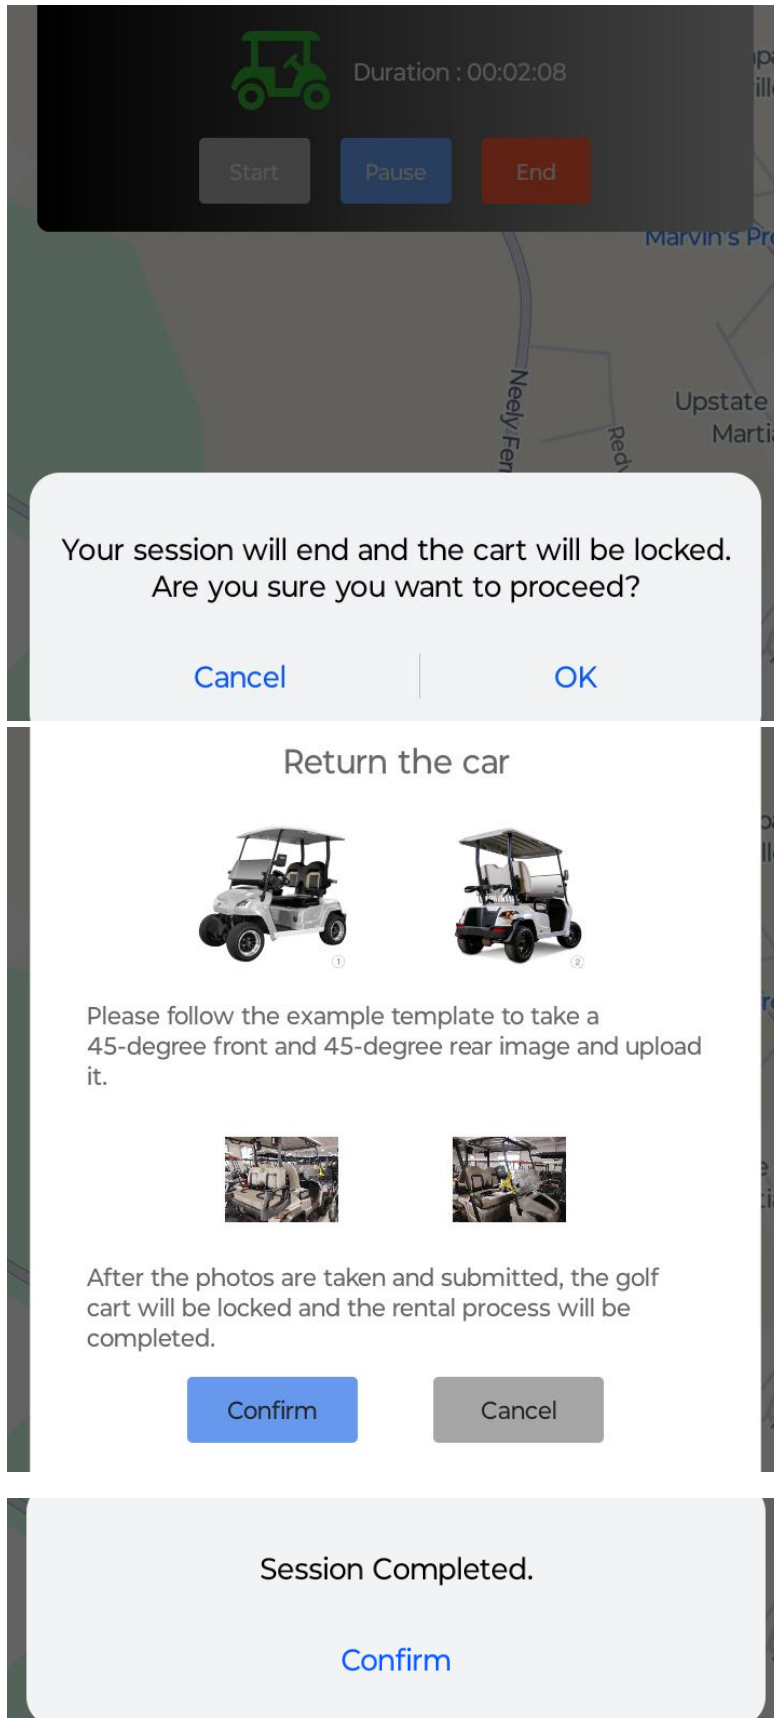 Duration : 00:02:08
Start
Pause
End
Marvin's Pr
Neely Fer
Upstate
Marti
Your session will end and the cart will be locked.
Are you sure you want to proceed?
Cancel
OK
Return the car
1
2
Please follow the example template to take a
45-degree front and 45-degree rear image and upload
it.
After the photos are taken and submitted, the golf
cart will be locked and the rental process will be
completed.
Confirm
Cancel
Session Completed.
Confirm